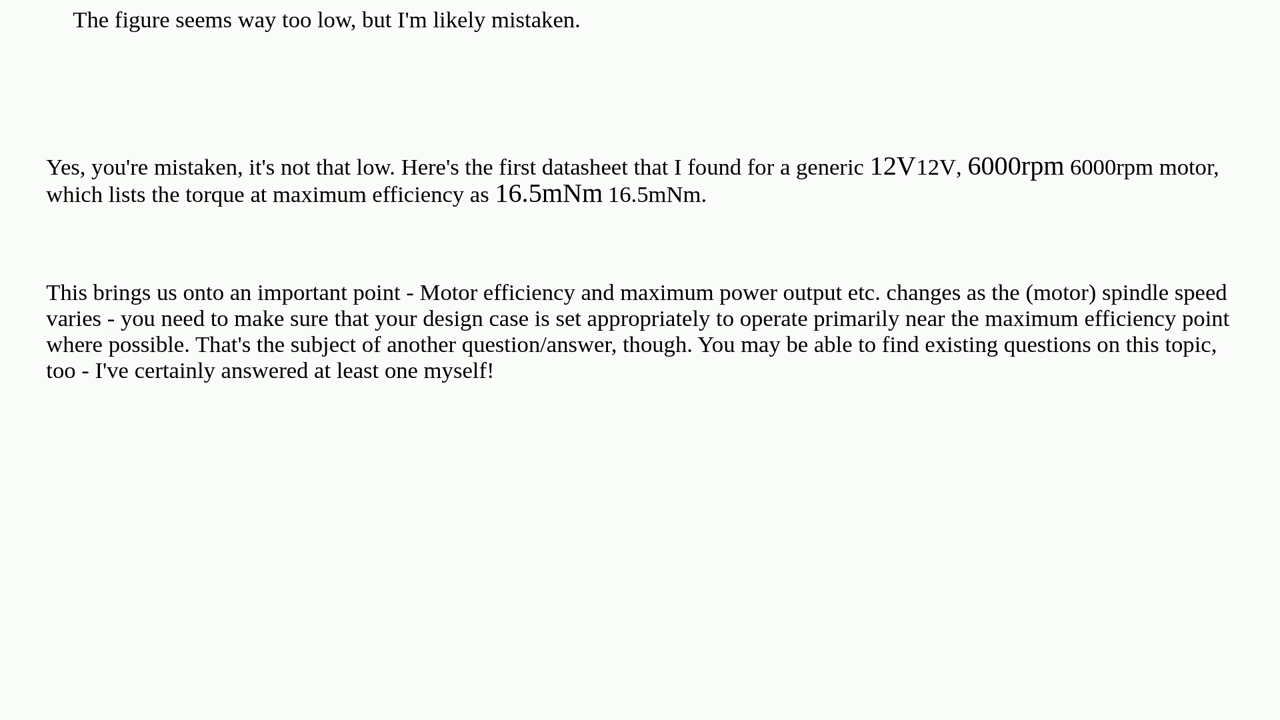 The figure seems way too low, but I'm likely mistaken.
Yes, you're mistaken, it's not that low. Here's the first datasheet that I found for a generic 12V12V, 6000rpm 6000rpm motor,
which lists the torque at maximum efficiency as 16.5mNm 16.5mNm.
This brings us onto an important point - Motor efficiency and maximum power output etc. changes as the (motor) spindle speed
varies - you need to make sure that your design case is set appropriately to operate primarily near the maximum efficiency point
where possible. That's the subject of another question/answer, though. You may be able to find existing questions on this topic,
too - I've certainly answered at least one myself!